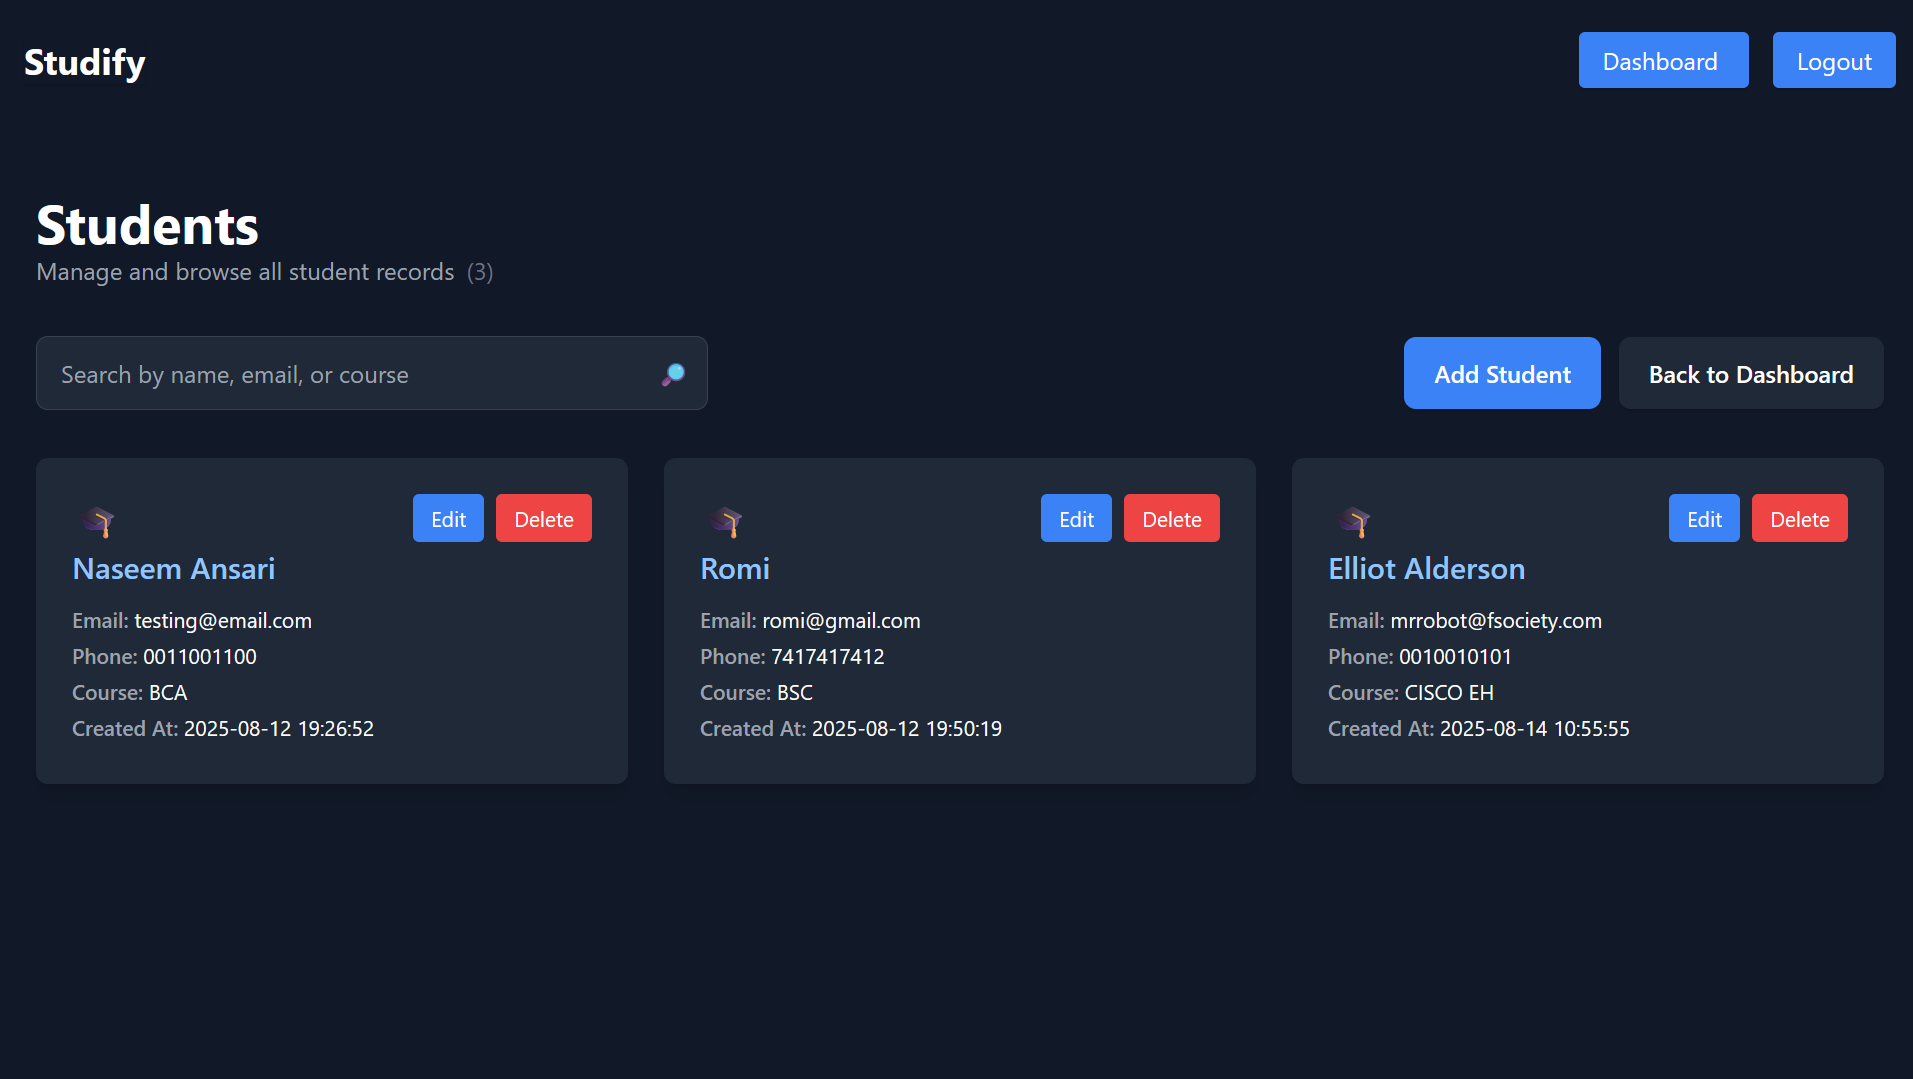 Studify
Dashboard
Logout
Students
Manage and browse all student records (3)
Search by name, email, or course
Add Student
Back to Dashboard
Edit
Delete
Naseem Ansari
Email: testing@email.com
Phone: 0011001100
Course: BCA
Created At: 2025-08-12 19:26:52
Edit
Delete
Romi
Email: romi@gmail.com
Phone: 7417417412
Course: BSC
Created At: 2025-08-12 19:50:19
Edit
Delete
Elliot Alderson
Email: mrrobot@fsociety.com
Phone: 0010010101
Course: CISCO EH
Created At: 2025-08-14 10:55:55